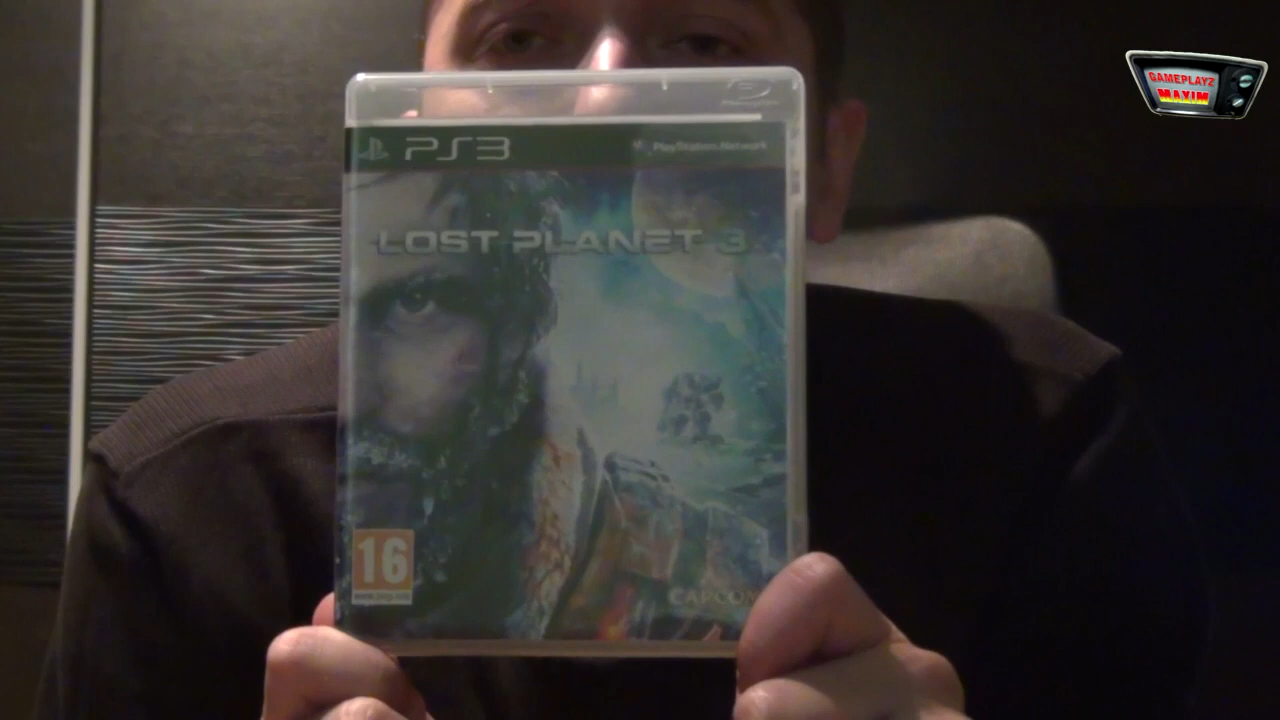 GAMEPLAYZ
MAXIM
PS3
PlayStation Network
LOST PLANET 3
16
CAPCOM